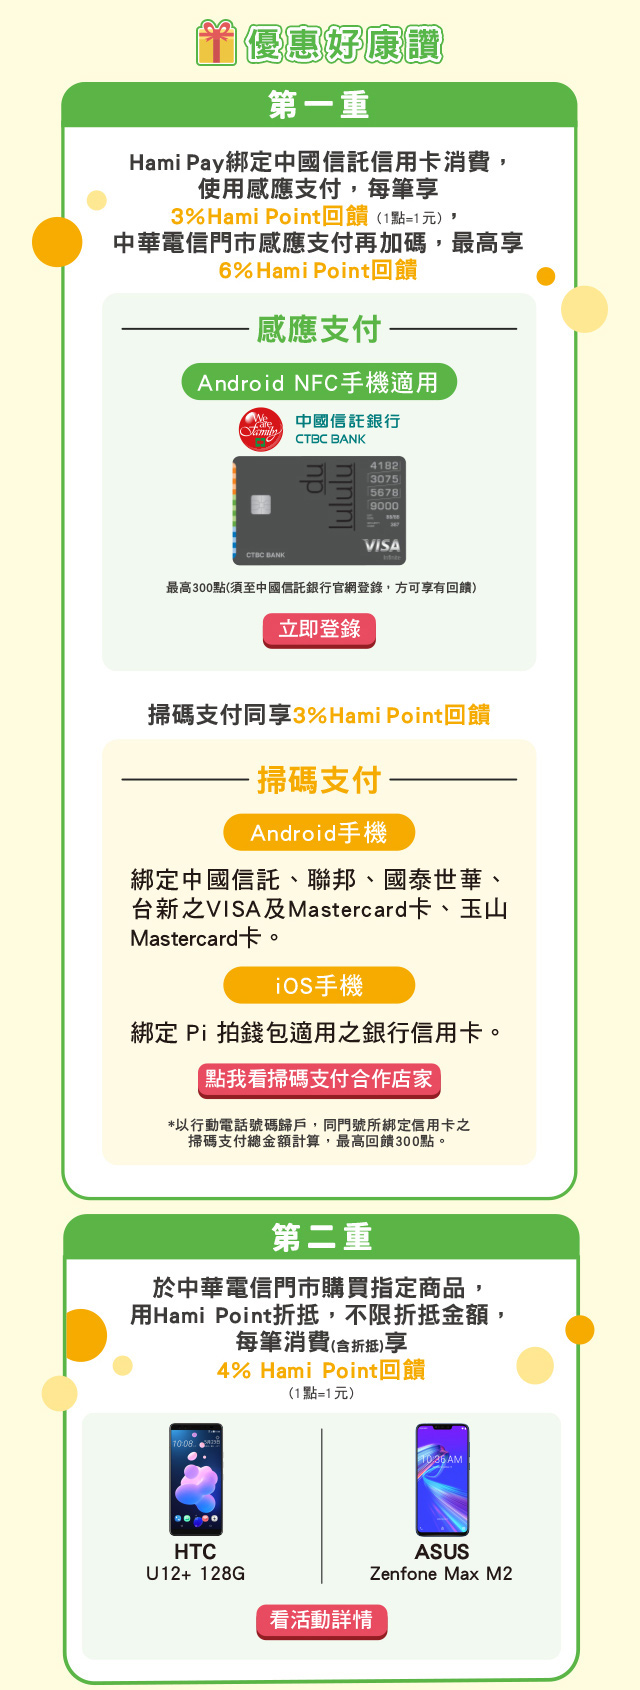 優惠好康讚
第一重
Hami Pay綁定中國信託信用卡消費，
使用感應支付，每筆享
3%Hami Point回饋（1點=1元），
中華電信門市感應支付再加碼，最高享
6%Hami Point回饋
感應支付
Android NFC手機適用
We are family
中國信託銀行
CTBC BANK
du
lululu
4182
3075
5678
9000
VISA
CTBC BANK
最高300點(須至中國信託銀行官網登錄，方可享有回饋)
立即登錄
掃碼支付同享3%Hami Point回饋
掃碼支付
Android手機
綁定中國信託、聯邦、國泰世華、
台新之VISA及Mastercard卡、玉山
Mastercard卡。
iOS手機
綁定 Pi 拍錢包適用之銀行信用卡。
點我看掃碼支付合作店家
*以行動電話號碼歸戶，同門號所綁定信用卡之
掃碼支付總金額計算，最高回饋300點。
第二重
於中華電信門市購買指定商品，
用Hami Point折抵，不限折抵金額，
每筆消費(含折抵)享
4% Hami Point回饋
（1點=1元）
10:08
10:36 AM
HTC
U12+ 128G
ASUS
Zenfone Max M2
看活動詳情